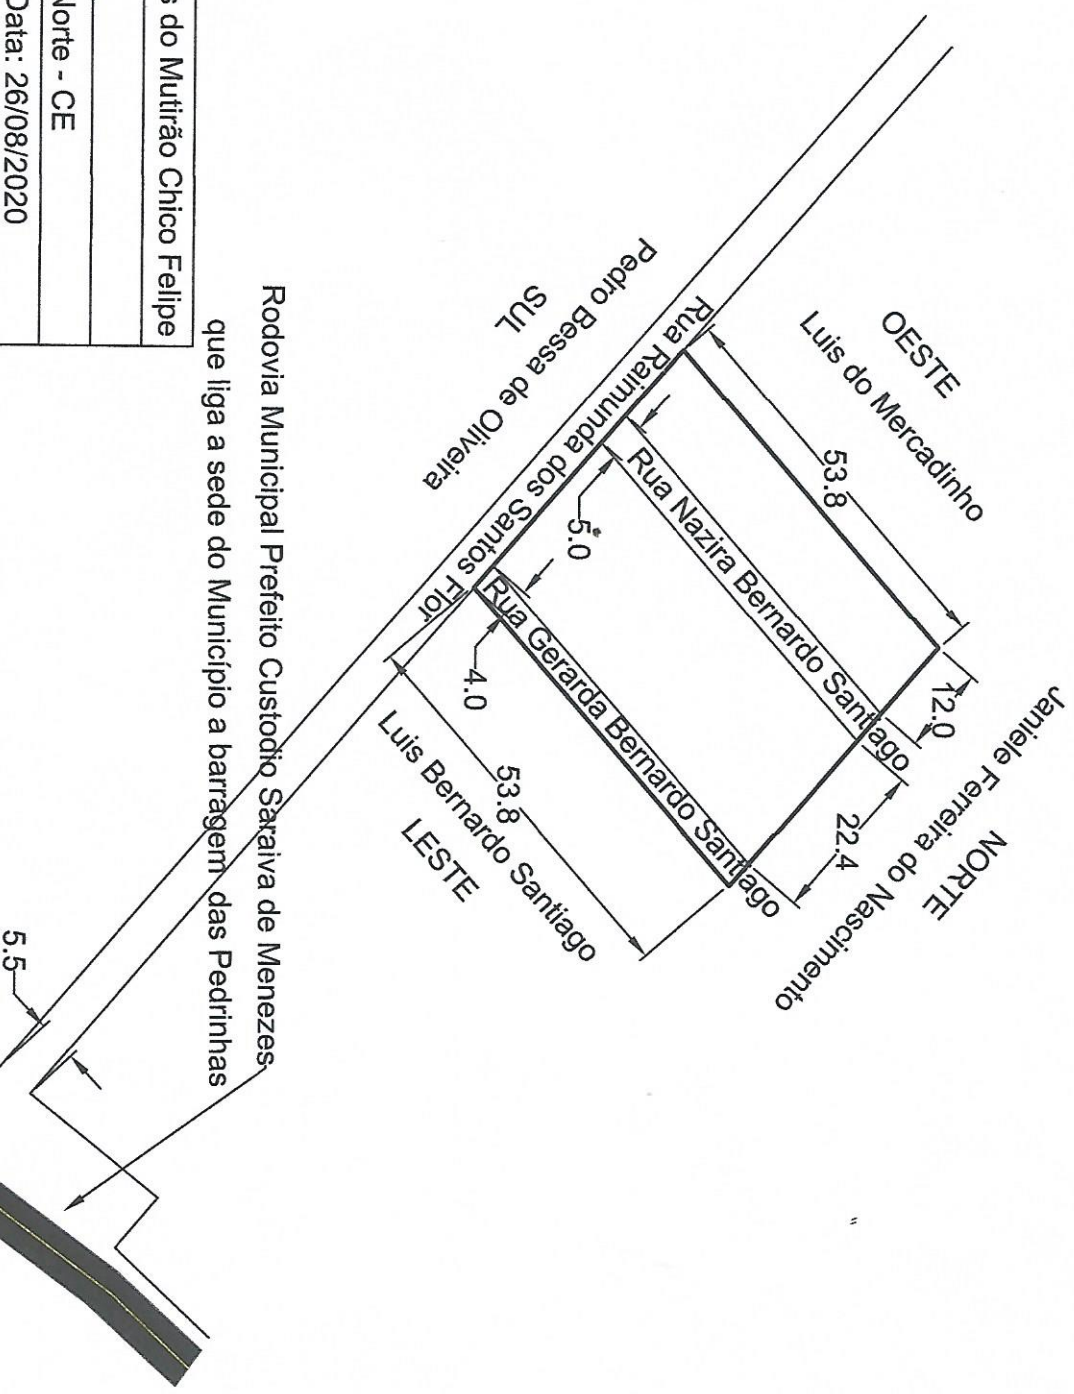 OESTE
Luis do Mercadinho
53.8
12.0
NORTE
Janiele Ferreira do Nascimento
22.4
Rua Nazira Bernardo Santiago
5.0
Rua Gerarda Bernardo Santiago
4.0
53.8
Luis Bernardo Santiago
LESTE
Rua Raimunda dos Santos Flor
Pedro Bessa de Oliveira
SUL
Rodovia Municipal Prefeito Custodio Saraiva de Menezes
que liga a sede do Município a barragem das Pedrinhas
5.5
s do Mutirão Chico Felipe
Norte - CE
Data: 26/08/2020